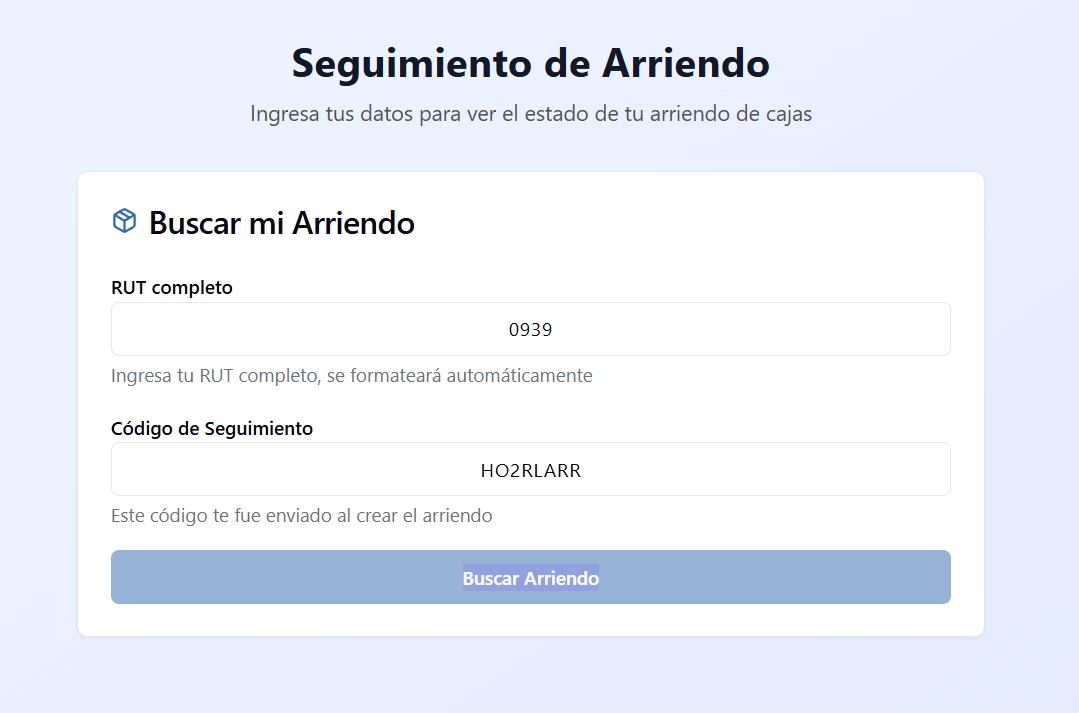 Seguimiento de Arriendo
Ingresa tus datos para ver el estado de tu arriendo de cajas
Buscar mi Arriendo
RUT completo
0939
Ingresa tu RUT completo, se formateará automáticamente
Código de Seguimiento
HO2RLARR
Este código te fue enviado al crear el arriendo
Buscar Arriendo